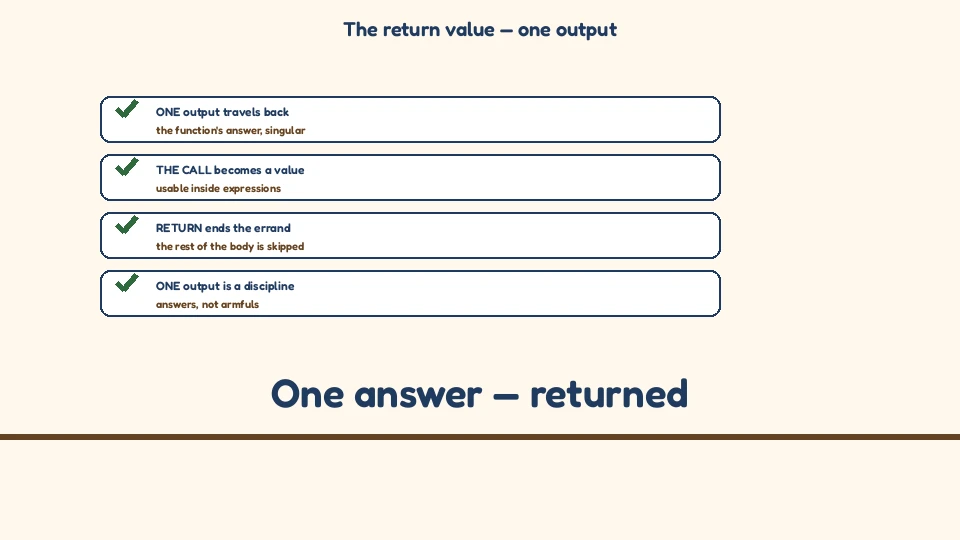 The return value — one output
ONE output travels back
the function's answer, singular
THE CALL becomes a value
usable inside expressions
RETURN ends the errand
the rest of the body is skipped
ONE output is a discipline
answers, not armfuls
One answer — returned